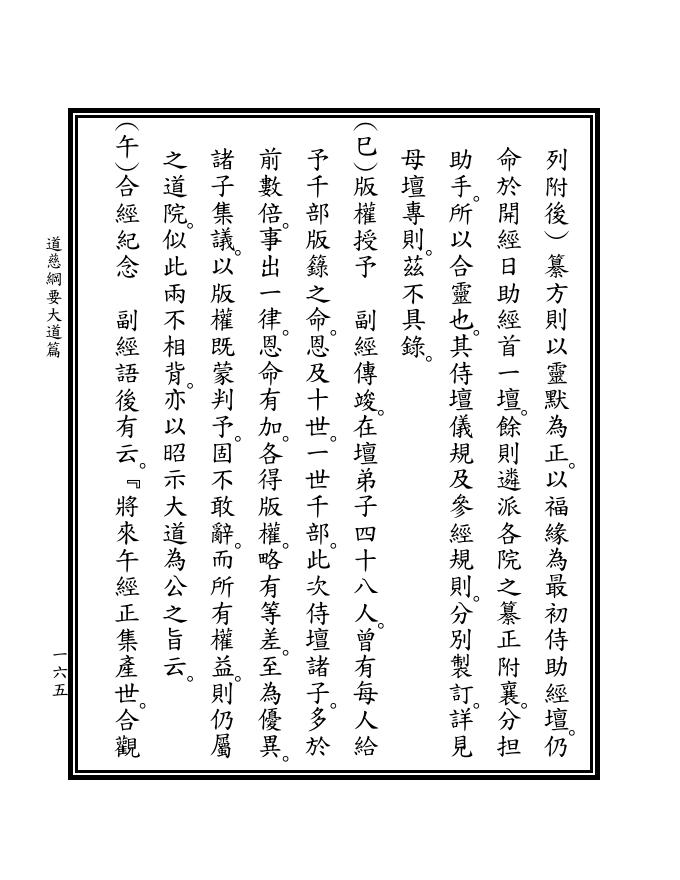 列附後）纂方則以靈默為正。以福緣為最初侍助經壇。仍
命於開經日助經首一壇。餘則遴派各院之纂正附襄。分担
助手。所以合靈也。其侍壇儀規及參經規則。分別製訂。詳見
母壇專則。茲不具錄。
（巳）版權授予　副經傳竣。在壇弟子四十八人。曾有每人給
予千部版籙之命。恩及十世。一世千部。此次侍壇諸子。多於
前數倍。事出一律。恩命有加。各得版權。略有等差。至為優異。
諸子集議。以版權既蒙判予。固不敢辭。而所有權益。則仍屬
之道院。似此兩不相背。亦以昭示大道為公之旨云。
（午）合經紀念　副經語後有云。『將來午經正集產世。合觀
道慈綱要大道篇
一六五